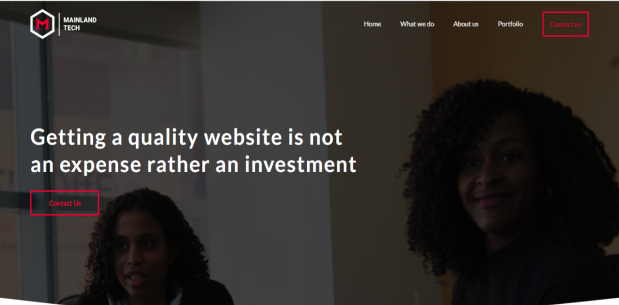 MAINLAND
TECH
Home
What we do
About us
Portfolio
Contact us
Getting a quality website is not
an expense rather an investment
Contact Us